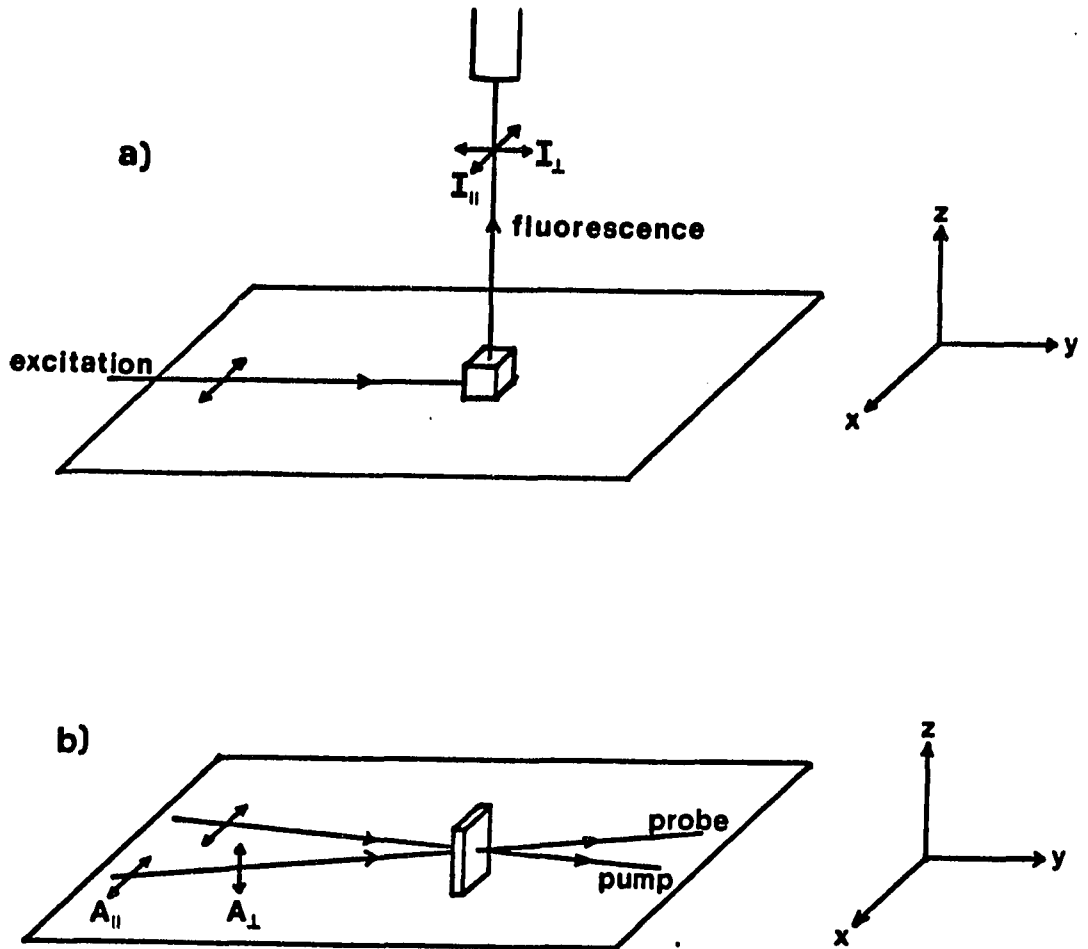 a)
I⊥
I||
fluorescence
excitation
z
y
x
b)
z
probe
pump
y
A||
A⊥
x